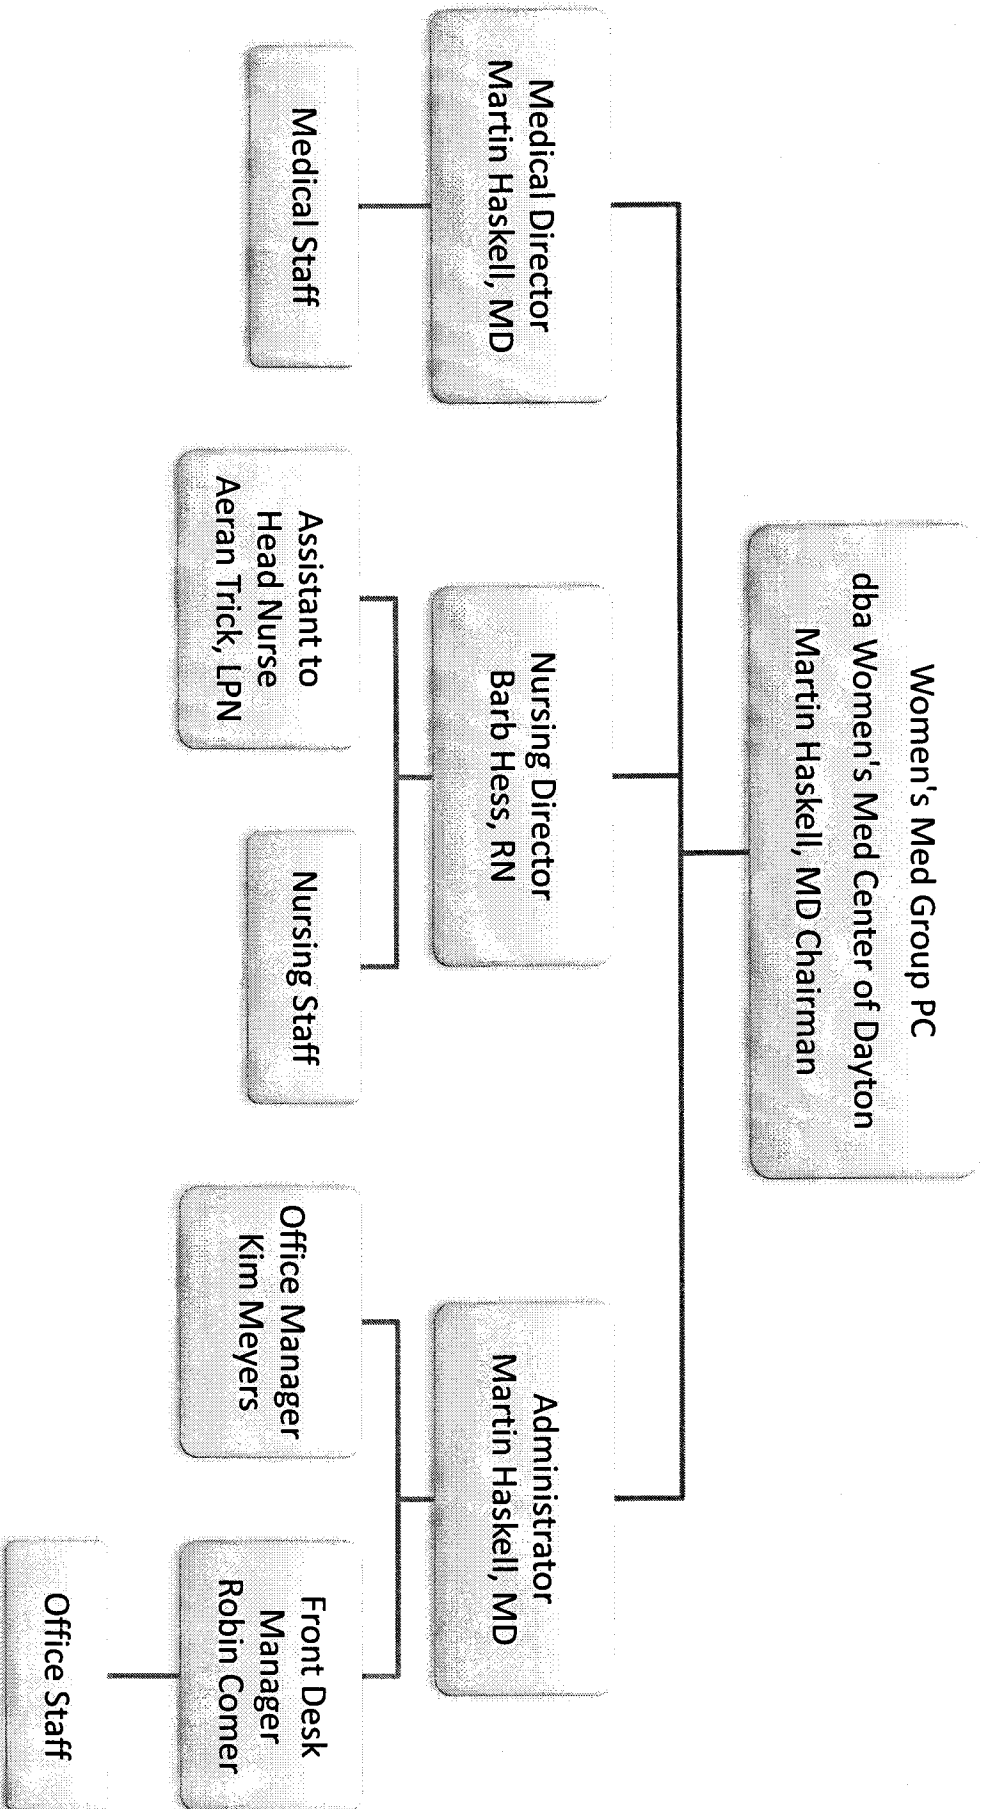 Women's Med Group PC
dba Women's Med Center of Dayton
Martin Haskell, MD Chairman
Medical Director
Martin Haskell, MD
Medical Staff
Nursing Director
Barb Hess, RN
Assistant to
Head Nurse
Aeran Trick, LPN
Nursing Staff
Administrator
Martin Haskell, MD
Office Manager
Kim Meyers
Front Desk
Manager
Robin Comer
Office Staff